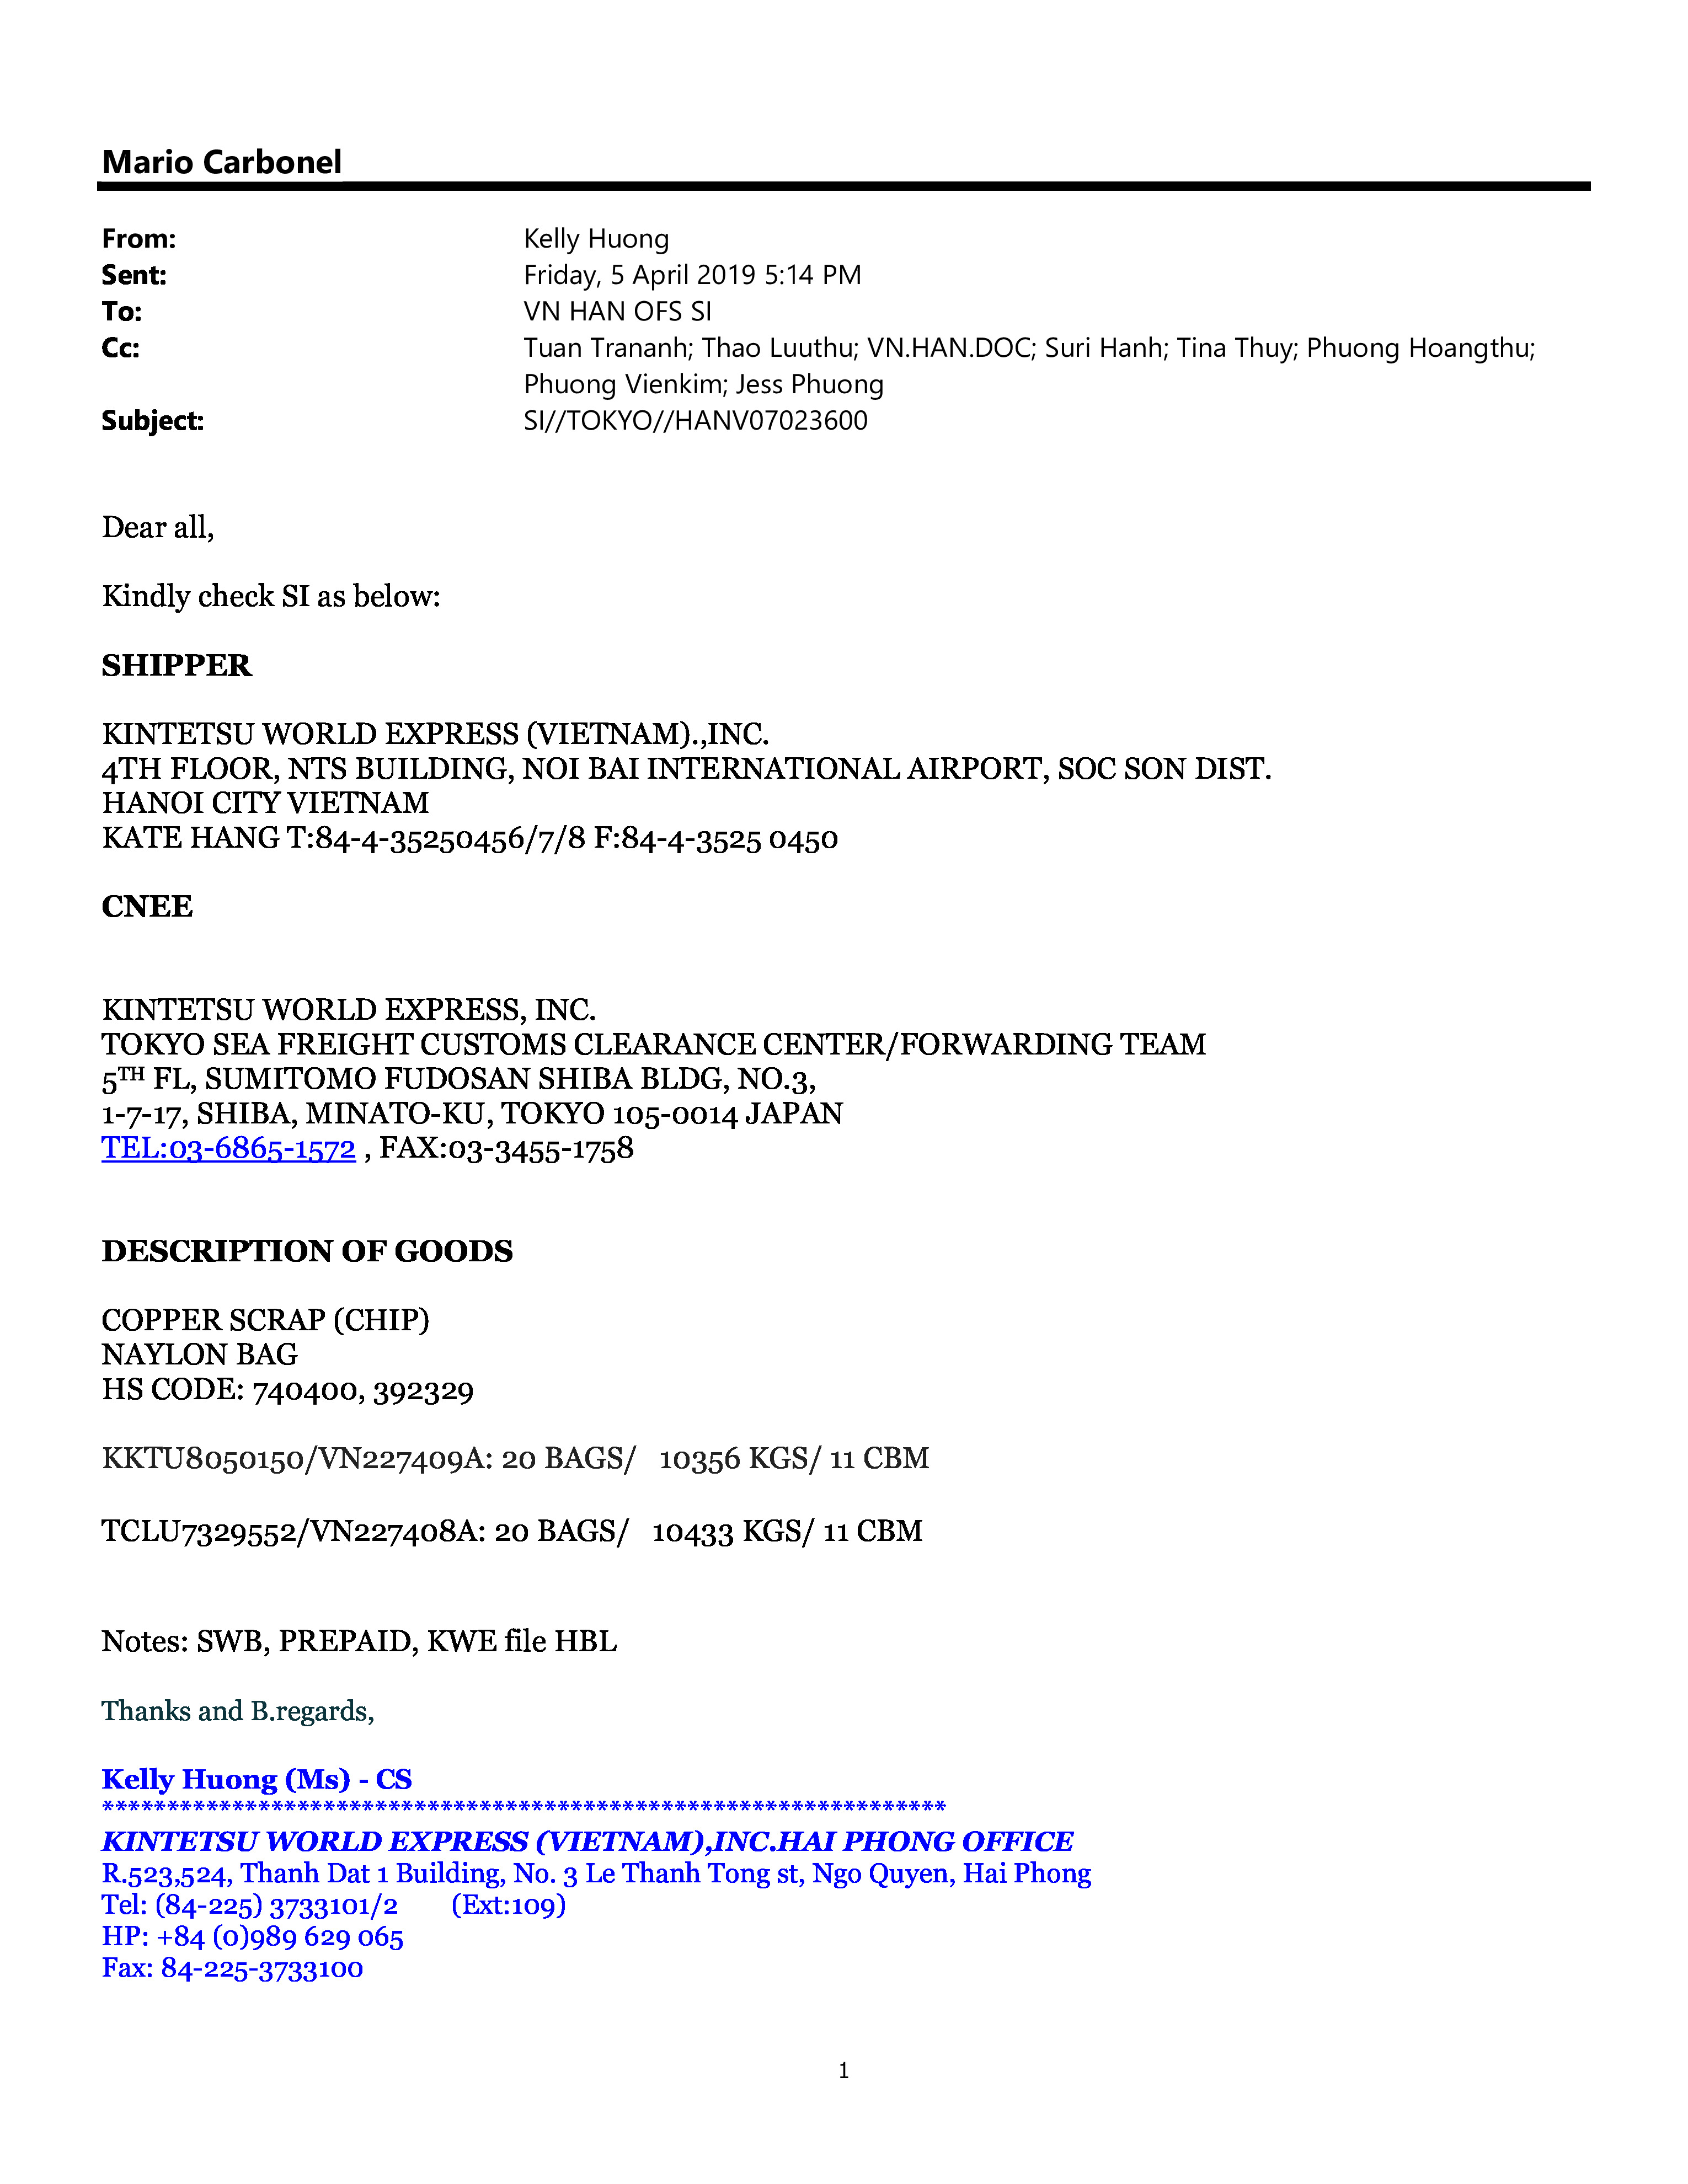 Mario Carbonel
From: Kelly Huong
Sent: Friday, 5 April 2019 5:14 PM
To: VN HAN OFS SI
Cc: Tuan Trananh; Thao Luuthu; VN.HAN.DOC; Suri Hanh; Tina Thuy; Phuong Hoangthu;
Phuong Vienkim; Jess Phuong
Subject: SI//TOKYO//HANV07023600
Dear all,
Kindly check SI as below:
SHIPPER
KINTETSU WORLD EXPRESS (VIETNAM).,INC.
4TH FLOOR, NTS BUILDING, NOI BAI INTERNATIONAL AIRPORT, SOC SON DIST.
HANOI CITY VIETNAM
KATE HANG T:84-4-35250456/7/8 F:84-4-3525 0450
CNEE
KINTETSU WORLD EXPRESS, INC.
TOKYO SEA FREIGHT CUSTOMS CLEARANCE CENTER/FORWARDING TEAM
5TH FL, SUMITOMO FUDOSAN SHIBA BLDG, NO.3,
1-7-17, SHIBA, MINATO-KU, TOKYO 105-0014 JAPAN
TEL:03-6865-1572 , FAX:03-3455-1758
DESCRIPTION OF GOODS
COPPER SCRAP (CHIP)
NAYLON BAG
HS CODE: 740400, 392329
KKTU8050150/VN227409A: 20 BAGS/ 10356 KGS/ 11 CBM
TCLU7329552/VN227408A: 20 BAGS/ 10433 KGS/ 11 CBM
Notes: SWB, PREPAID, KWE file HBL
Thanks and B.regards,
Kelly Huong (Ms) - CS
*****************************************************************
KINTETSU WORLD EXPRESS (VIETNAM),INC.HAI PHONG OFFICE
R.523,524, Thanh Dat 1 Building, No. 3 Le Thanh Tong st, Ngo Quyen, Hai Phong
Tel: (84-225) 3733101/2 (Ext:109)
HP: +84 (0)989 629 065
Fax: 84-225-3733100
1